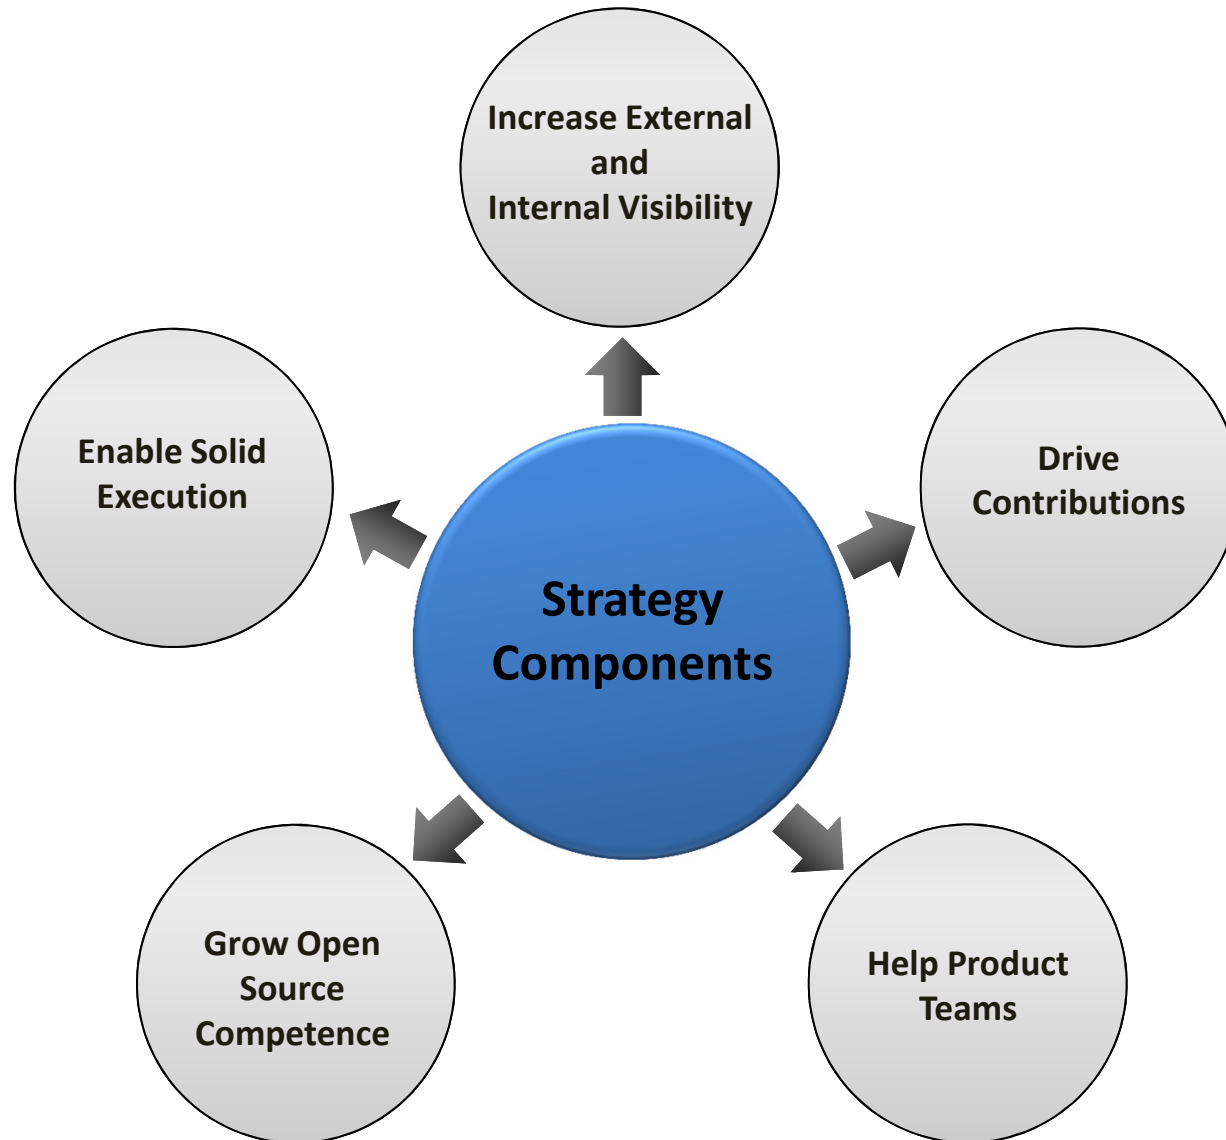 Increase External
and
Internal Visibility
Enable Solid
Execution
Drive
Contributions
Strategy
Components
Grow Open
Source
Competence
Help Product
Teams